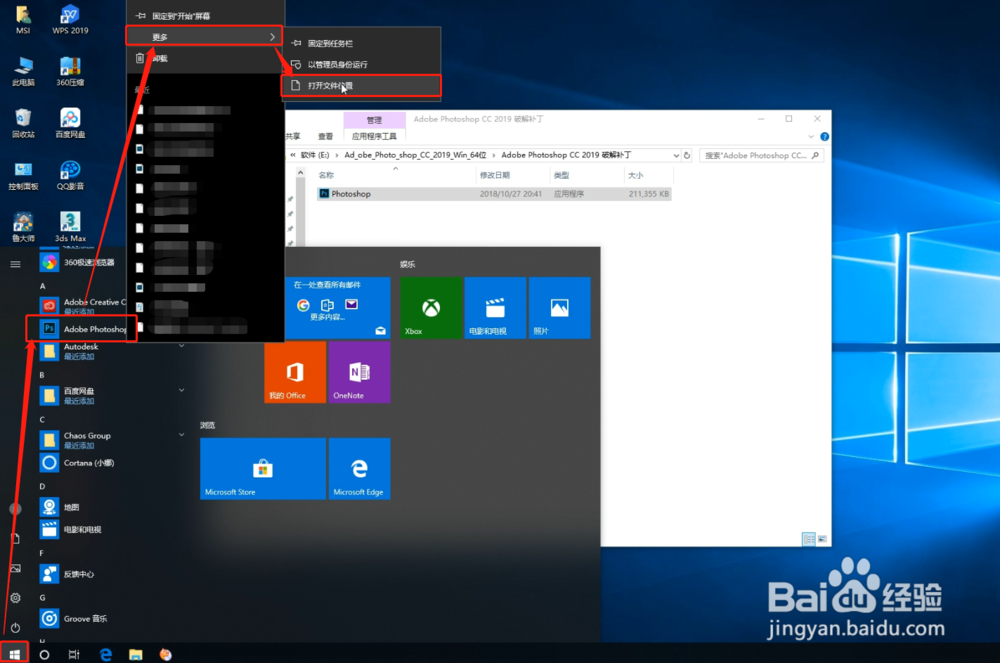 MSI
WPS 2019
此电脑
360压缩
回收站
百度网盘
控制面板
QQ影音
鲁大师
3ds Max
固定到"开始"屏幕
更多
卸载
最近
固定到任务栏
以管理员身份运行
打开文件位置
管理
Adobe Photoshop CC 2019 破解补丁
共享
查看
应用程序工具
« 软件 (E:) › Ad_obe_Photo_shop_CC_2019_Win_64位 › Adobe Photoshop CC 2019 破解补丁
搜索"Adobe Photoshop CC...
名称
修改日期
类型
大小
Photoshop
2018/10/27 20:41
应用程序
211,355 KB
360极速浏览器
A
Adobe Creative C
最近添加
Adobe Photoshop
Autodesk
最近添加
B
百度网盘
最近添加
C
Chaos Group
最近添加
Cortana (小娜)
D
地图
电影和电视
F
反馈中心
G
Groove 音乐
H
在一处查看所有邮件
更多内容...
娱乐
Xbox
电影和电视
照片
我的 Office
OneNote
浏览
Microsoft Store
Microsoft Edge
Baidu 经验
jingyan.baidu.com